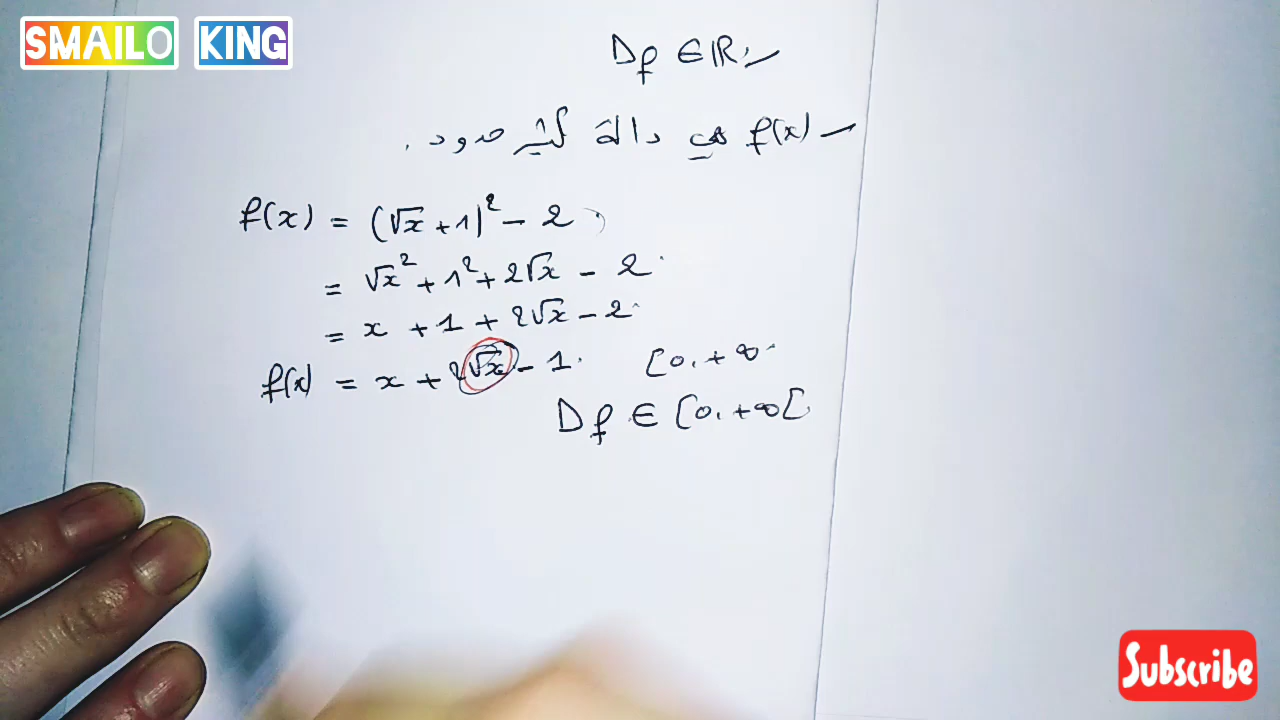 SMAILO KING
Df ∈ ℝ
– f(x) هي دالة كثير حدود .
f(x) = (√x + 1)² – 2
= √x² + 1² + 2√x – 2
= x + 1 + 2√x – 2
f(x) = x + 2√x – 1 [0, +∞
Df ∈ [0, +∞[
Subscribe